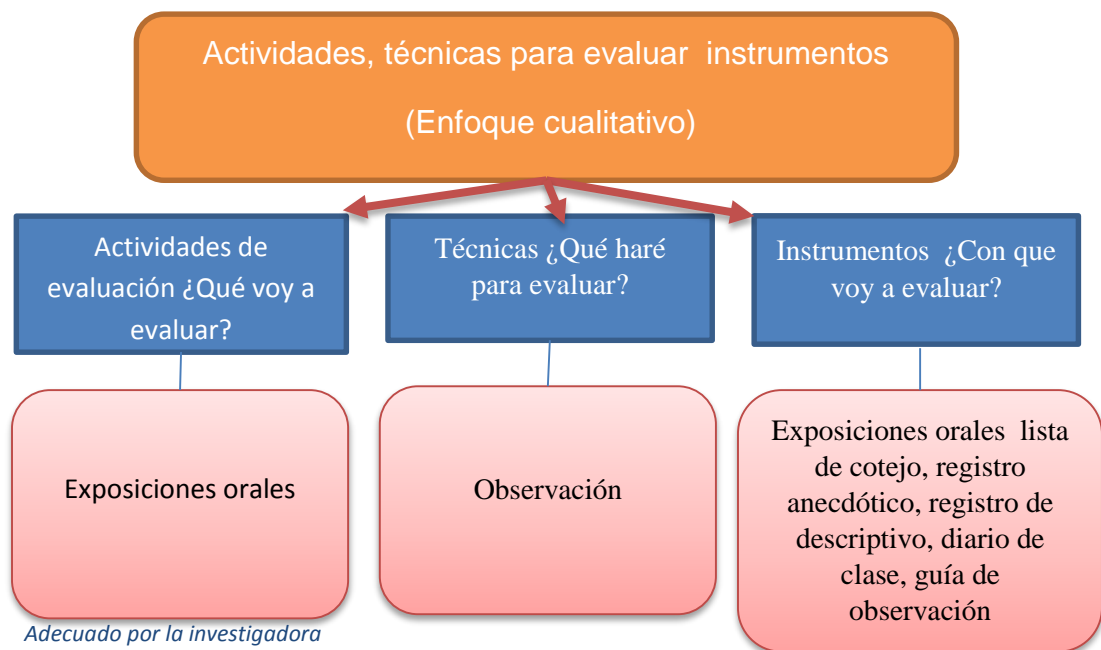 Actividades, técnicas para evaluar instrumentos
(Enfoque cualitativo)
Actividades de
evaluación ¿Qué voy a
evaluar?
Técnicas ¿Qué haré
para evaluar?
Instrumentos ¿Con que
voy a evaluar?
Exposiciones orales
Observación
Exposiciones orales lista
de cotejo, registro
anecdótico, registro de
descriptivo, diario de
clase, guía de
observación
Adecuado por la investigadora